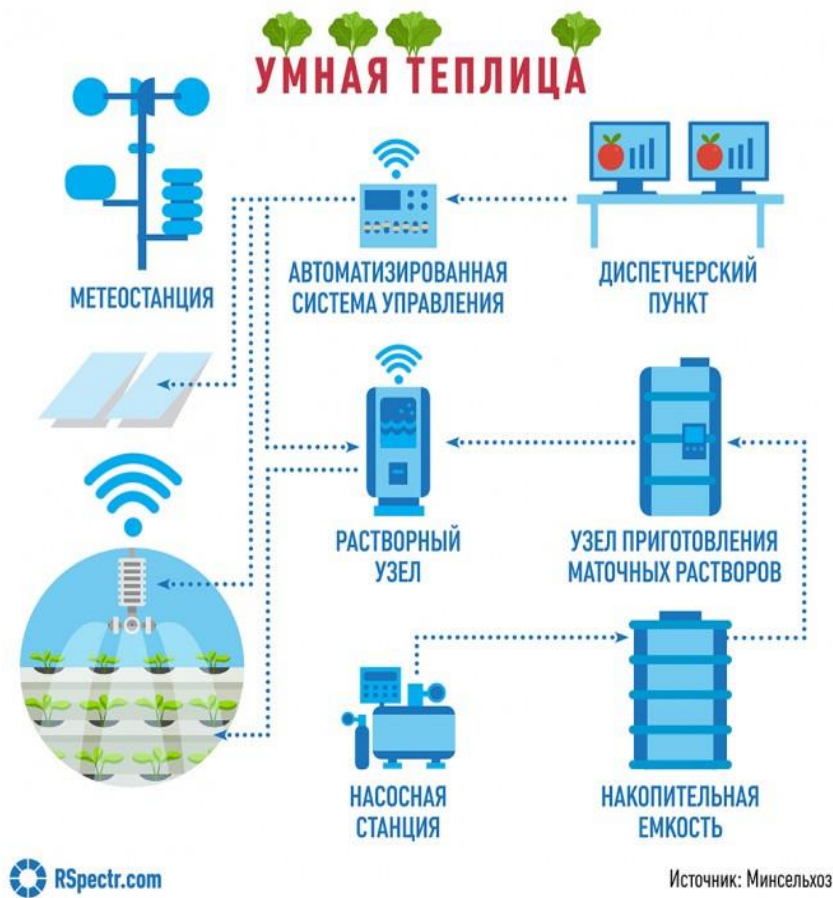 УМНАЯ ТЕПЛИЦА
МЕТЕОСТАНЦИЯ
АВТОМАТИЗИРОВАННАЯ
СИСТЕМА УПРАВЛЕНИЯ
ДИСПЕТЧЕРСКИЙ
ПУНКТ
РАСТВОРНЫЙ
УЗЕЛ
УЗЕЛ ПРИГОТОВЛЕНИЯ
МАТОЧНЫХ РАСТВОРОВ
НАСОСНАЯ
СТАНЦИЯ
НАКОПИТЕЛЬНАЯ
ЕМКОСТЬ
RSpectr.com
Источник: Минсельхоз